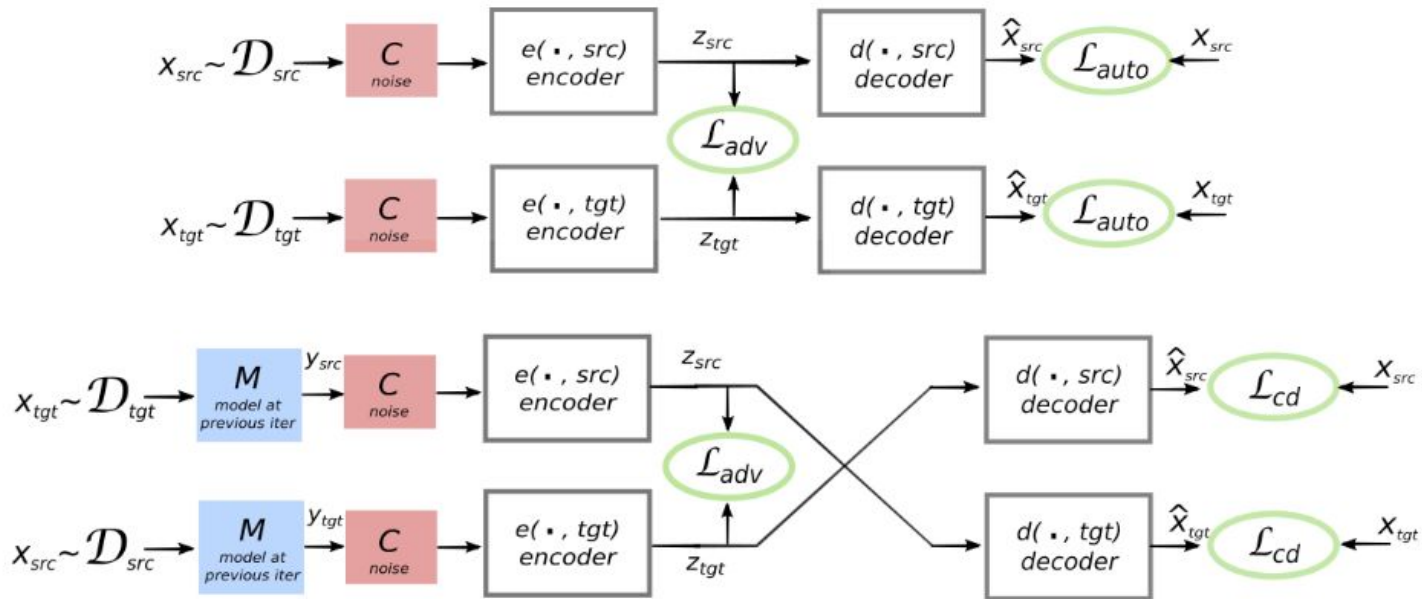 x_src ~ 𝒟_src
C
noise
e(·, src)
encoder
z_src
d(·, src)
decoder
x̂_src
ℒ_auto
x_src
ℒ_adv
x_tgt ~ 𝒟_tgt
C
noise
e(·, tgt)
encoder
z_tgt
d(·, tgt)
decoder
x̂_tgt
ℒ_auto
x_tgt
x_tgt ~ 𝒟_tgt
M
model at
previous iter
y_src
C
noise
e(·, src)
encoder
z_src
d(·, src)
decoder
x̂_src
ℒ_cd
x_src
ℒ_adv
x_src ~ 𝒟_src
M
model at
previous iter
y_tgt
C
noise
e(·, tgt)
encoder
z_tgt
d(·, tgt)
decoder
x̂_tgt
ℒ_cd
x_tgt